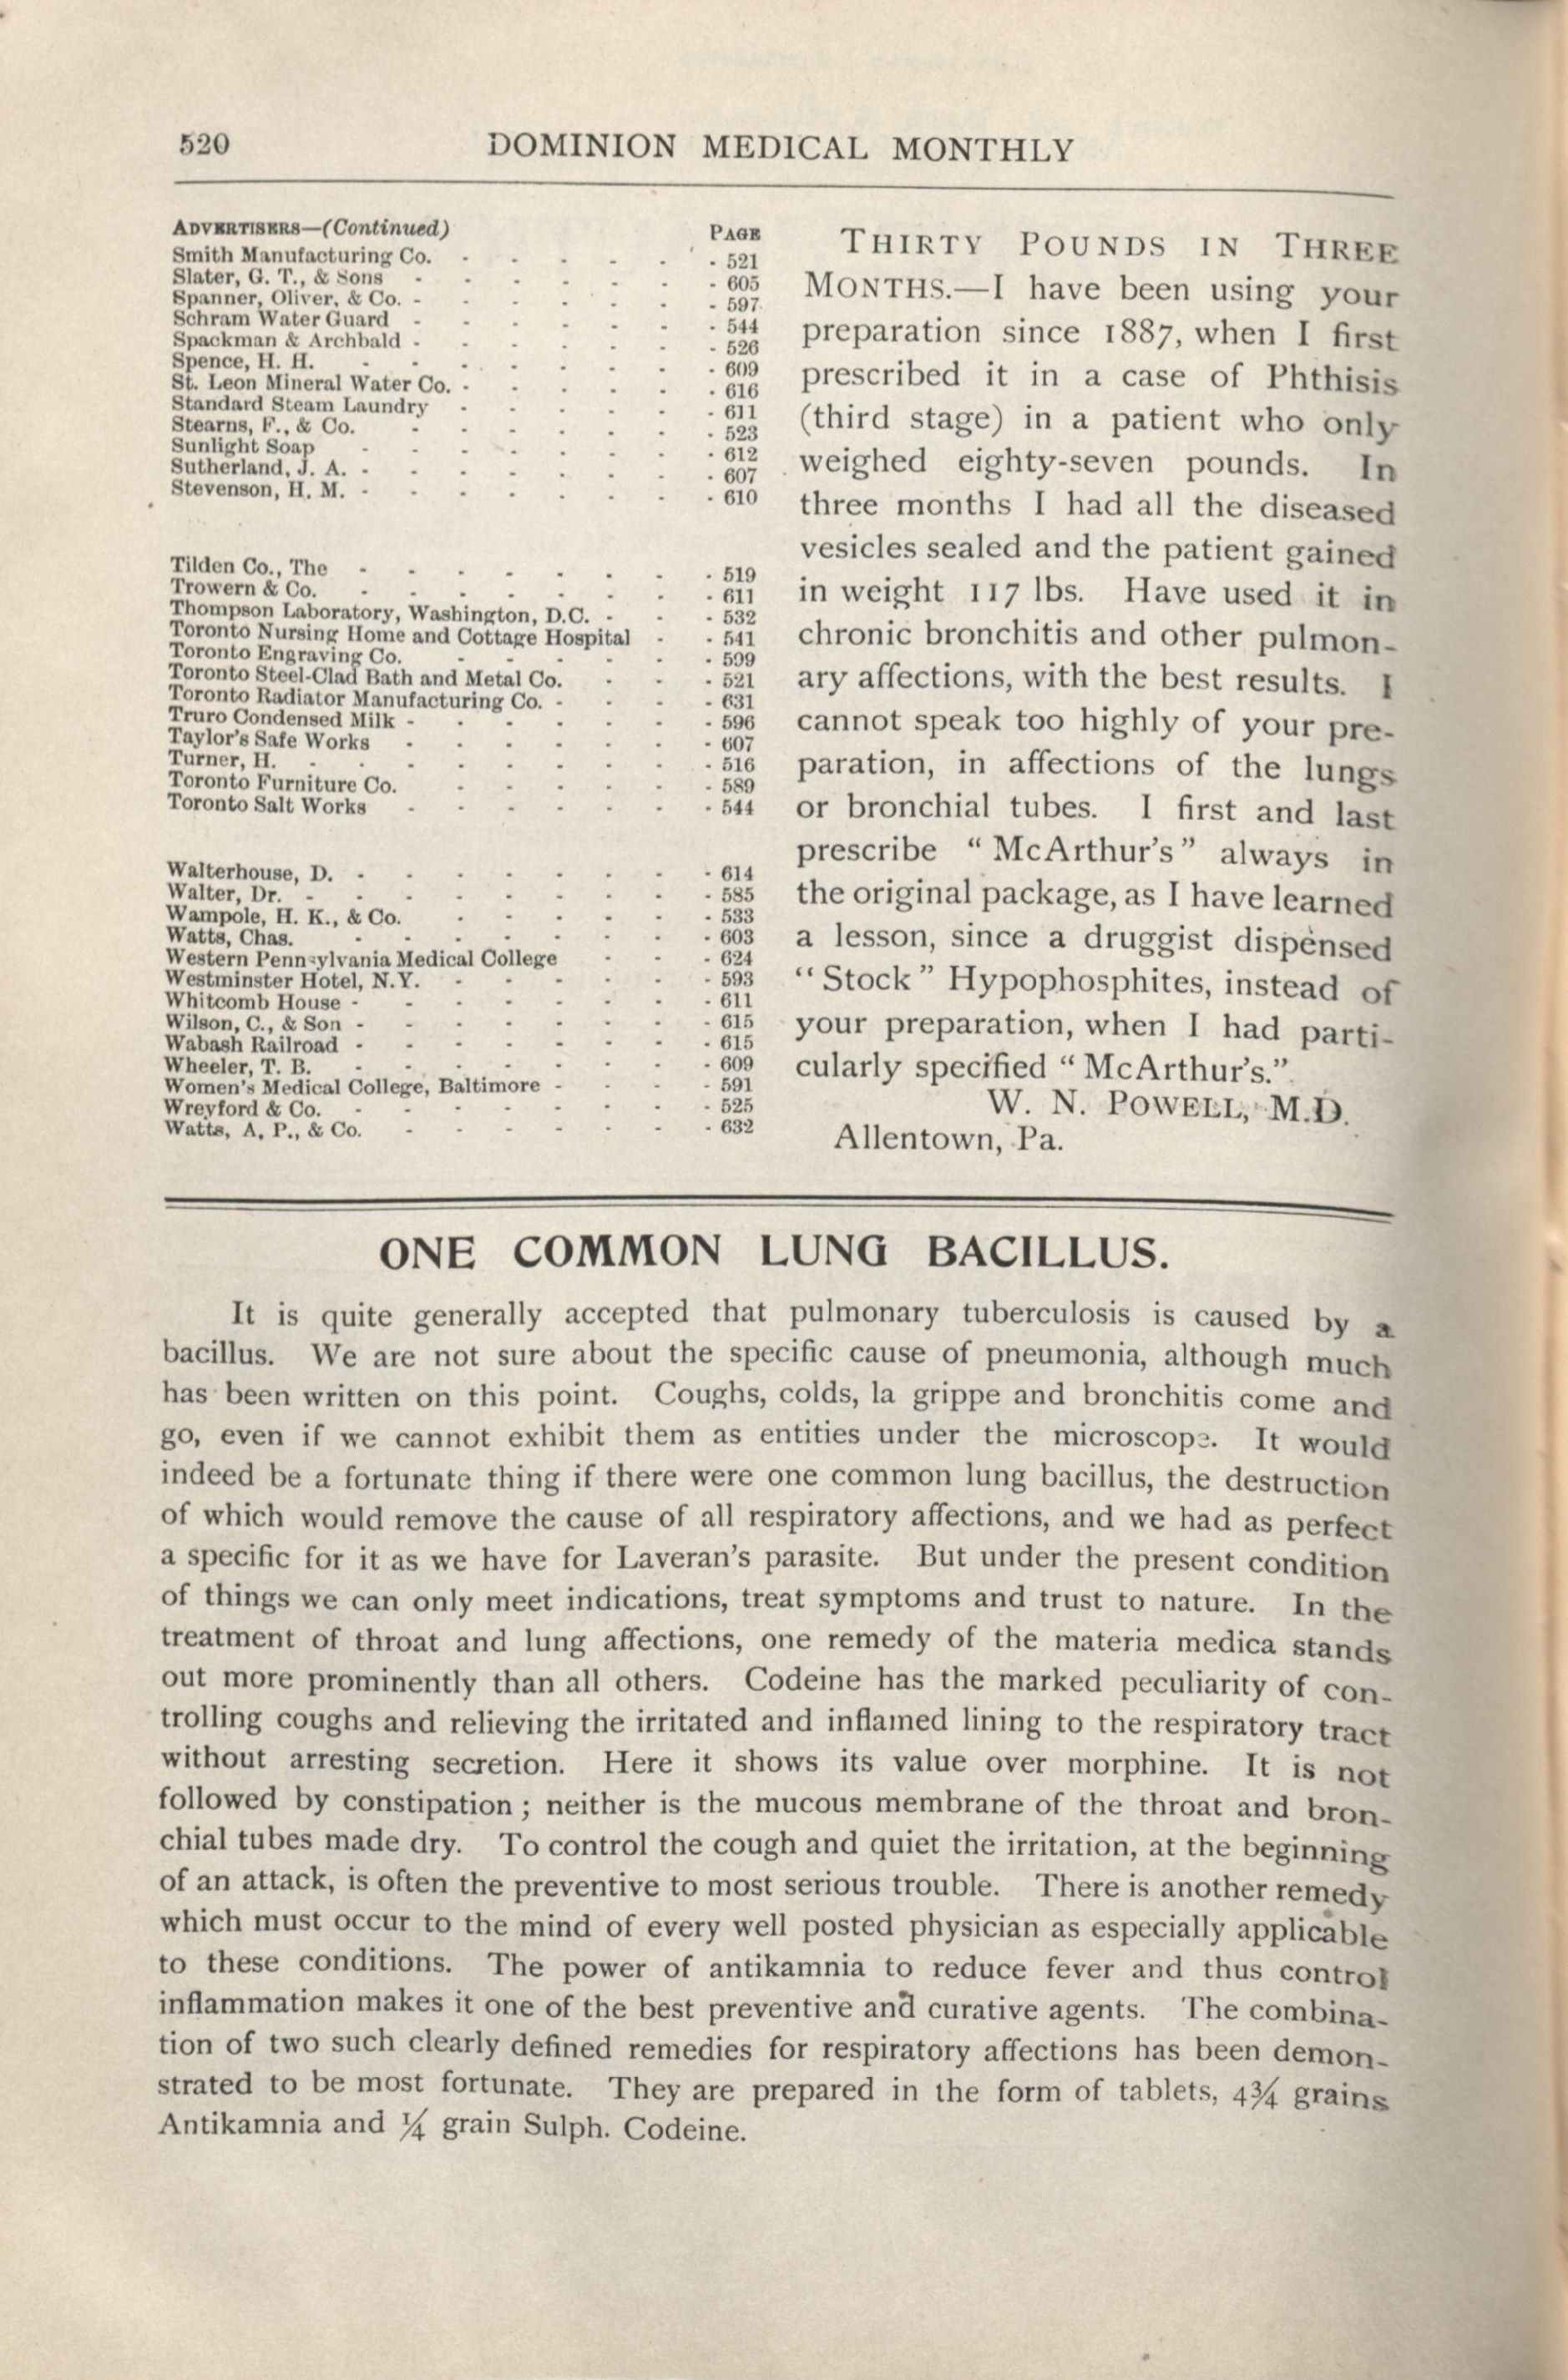 520
DOMINION MEDICAL MONTHLY
ADVERTISERS—(Continued) PAGE
Smith Manufacturing Co. - - - - - - 521
Slater, G. T., & Sons - - - - - - - 605
Spanner, Oliver, & Co. - - - - - - - 597
Schram Water Guard - - - - - - - 544
Spackman & Archbald - - - - - - - 526
Spence, H. H. - - - - - - - - 609
St. Leon Mineral Water Co. - - - - - - 616
Standard Steam Laundry - - - - - - 611
Stearns, F., & Co. - - - - - - - 523
Sunlight Soap - - - - - - - - 612
Sutherland, J. A. - - - - - - - - 607
Stevenson, H. M. - - - - - - - - 610
Tilden Co., The - - - - - - - - 519
Trowern & Co. - - - - - - - - 611
Thompson Laboratory, Washington, D.C. - - - 532
Toronto Nursing Home and Cottage Hospital - - 541
Toronto Engraving Co. - - - - - - 599
Toronto Steel-Clad Bath and Metal Co. - - - 521
Toronto Radiator Manufacturing Co. - - - - 631
Truro Condensed Milk - - - - - - - 596
Taylor's Safe Works - - - - - - - 607
Turner, H. - - - - - - - - - 516
Toronto Furniture Co. - - - - - - 589
Toronto Salt Works - - - - - - - 544
Walterhouse, D. - - - - - - - - 614
Walter, Dr. - - - - - - - - - 585
Wampole, H. K., & Co. - - - - - - 533
Watts, Chas. - - - - - - - - 603
Western Pennsylvania Medical College - - - 624
Westminster Hotel, N.Y. - - - - - - 593
Whitcomb House - - - - - - - - 611
Wilson, C., & Son - - - - - - - - 615
Wabash Railroad - - - - - - - - 615
Wheeler, T. B. - - - - - - - - 609
Women's Medical College, Baltimore - - - - 591
Wreyford & Co. - - - - - - - - 525
Watts, A, P., & Co. - - - - - - - 632
THIRTY POUNDS IN THREE
MONTHS.—I have been using your
preparation since 1887, when I first
prescribed it in a case of Phthisis
(third stage) in a patient who only
weighed eighty-seven pounds. In
three months I had all the diseased
vesicles sealed and the patient gained
in weight 117 lbs. Have used it in
chronic bronchitis and other pulmon-
ary affections, with the best results. I
cannot speak too highly of your pre-
paration, in affections of the lungs
or bronchial tubes. I first and last
prescribe "McArthur's" always in
the original package, as I have learned
a lesson, since a druggist dispensed
"Stock" Hypophosphites, instead of
your preparation, when I had parti-
cularly specified "McArthur's."
W. N. POWELL, M.D.
Allentown, Pa.
ONE COMMON LUNG BACILLUS.
It is quite generally accepted that pulmonary tuberculosis is caused by a
bacillus. We are not sure about the specific cause of pneumonia, although much
has been written on this point. Coughs, colds, la grippe and bronchitis come and
go, even if we cannot exhibit them as entities under the microscope. It would
indeed be a fortunate thing if there were one common lung bacillus, the destruction
of which would remove the cause of all respiratory affections, and we had as perfect
a specific for it as we have for Laveran's parasite. But under the present condition
of things we can only meet indications, treat symptoms and trust to nature. In the
treatment of throat and lung affections, one remedy of the materia medica stands
out more prominently than all others. Codeine has the marked peculiarity of con-
trolling coughs and relieving the irritated and inflamed lining to the respiratory tract
without arresting secretion. Here it shows its value over morphine. It is not
followed by constipation; neither is the mucous membrane of the throat and bron-
chial tubes made dry. To control the cough and quiet the irritation, at the beginning
of an attack, is often the preventive to most serious trouble. There is another remedy
which must occur to the mind of every well posted physician as especially applicable
to these conditions. The power of antikamnia to reduce fever and thus control
inflammation makes it one of the best preventive and curative agents. The combina-
tion of two such clearly defined remedies for respiratory affections has been demon-
strated to be most fortunate. They are prepared in the form of tablets, 4¾ grains
Antikamnia and ¼ grain Sulph. Codeine.